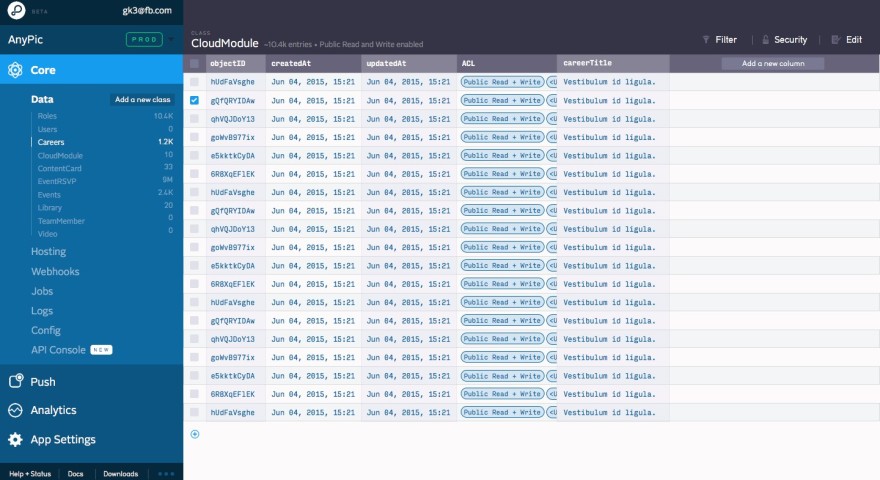 BETA gk3@fb.com
AnyPic PROD
Core
Data Add a new class
Roles 10.4K
Users 0
Careers 1.2K
CloudModule 10
ContentCard 33
EventRSVP 9M
Events 2.4K
Library 20
TeamMember 0
Video 0
Hosting
Webhooks
Jobs
Logs
Config
API Console NEW
Push
Analytics
App Settings
Help + Status Docs Downloads
CLASS
CloudModule ~10.4k entries • Public Read and Write enabled
Filter Security Edit
objectID createdAt updatedAt ACL careerTitle Add a new column
hUdFaVsghe Jun 04, 2015, 15:21 Jun 04, 2015, 15:21 Public Read + Write <U Vestibulum id ligula.
gQfQRYIDAw Jun 04, 2015, 15:21 Jun 04, 2015, 15:21 Public Read + Write <U Vestibulum id ligula.
qhVQJDoY13 Jun 04, 2015, 15:21 Jun 04, 2015, 15:21 Public Read + Write <U Vestibulum id ligula.
goWvB977ix Jun 04, 2015, 15:21 Jun 04, 2015, 15:21 Public Read + Write <U Vestibulum id ligula.
e5kktkCyDA Jun 04, 2015, 15:21 Jun 04, 2015, 15:21 Public Read + Write <U Vestibulum id ligula.
6RBXqEFlEK Jun 04, 2015, 15:21 Jun 04, 2015, 15:21 Public Read + Write <U Vestibulum id ligula.
hUdFaVsghe Jun 04, 2015, 15:21 Jun 04, 2015, 15:21 Public Read + Write <U Vestibulum id ligula.
gQfQRYIDAw Jun 04, 2015, 15:21 Jun 04, 2015, 15:21 Public Read + Write <U Vestibulum id ligula.
qhVQJDoY13 Jun 04, 2015, 15:21 Jun 04, 2015, 15:21 Public Read + Write <U Vestibulum id ligula.
goWvB977ix Jun 04, 2015, 15:21 Jun 04, 2015, 15:21 Public Read + Write <U Vestibulum id ligula.
e5kktkCyDA Jun 04, 2015, 15:21 Jun 04, 2015, 15:21 Public Read + Write <U Vestibulum id ligula.
6RBXqEFlEK Jun 04, 2015, 15:21 Jun 04, 2015, 15:21 Public Read + Write <U Vestibulum id ligula.
hUdFaVsghe Jun 04, 2015, 15:21 Jun 04, 2015, 15:21 Public Read + Write <U Vestibulum id ligula.
gQfQRYIDAw Jun 04, 2015, 15:21 Jun 04, 2015, 15:21 Public Read + Write <U Vestibulum id ligula.
qhVQJDoY13 Jun 04, 2015, 15:21 Jun 04, 2015, 15:21 Public Read + Write <U Vestibulum id ligula.
goWvB977ix Jun 04, 2015, 15:21 Jun 04, 2015, 15:21 Public Read + Write <U Vestibulum id ligula.
e5kktkCyDA Jun 04, 2015, 15:21 Jun 04, 2015, 15:21 Public Read + Write <U Vestibulum id ligula.
6RBXqEFlEK Jun 04, 2015, 15:21 Jun 04, 2015, 15:21 Public Read + Write <U Vestibulum id ligula.
hUdFaVsghe Jun 04, 2015, 15:21 Jun 04, 2015, 15:21 Public Read + Write <U Vestibulum id ligula.